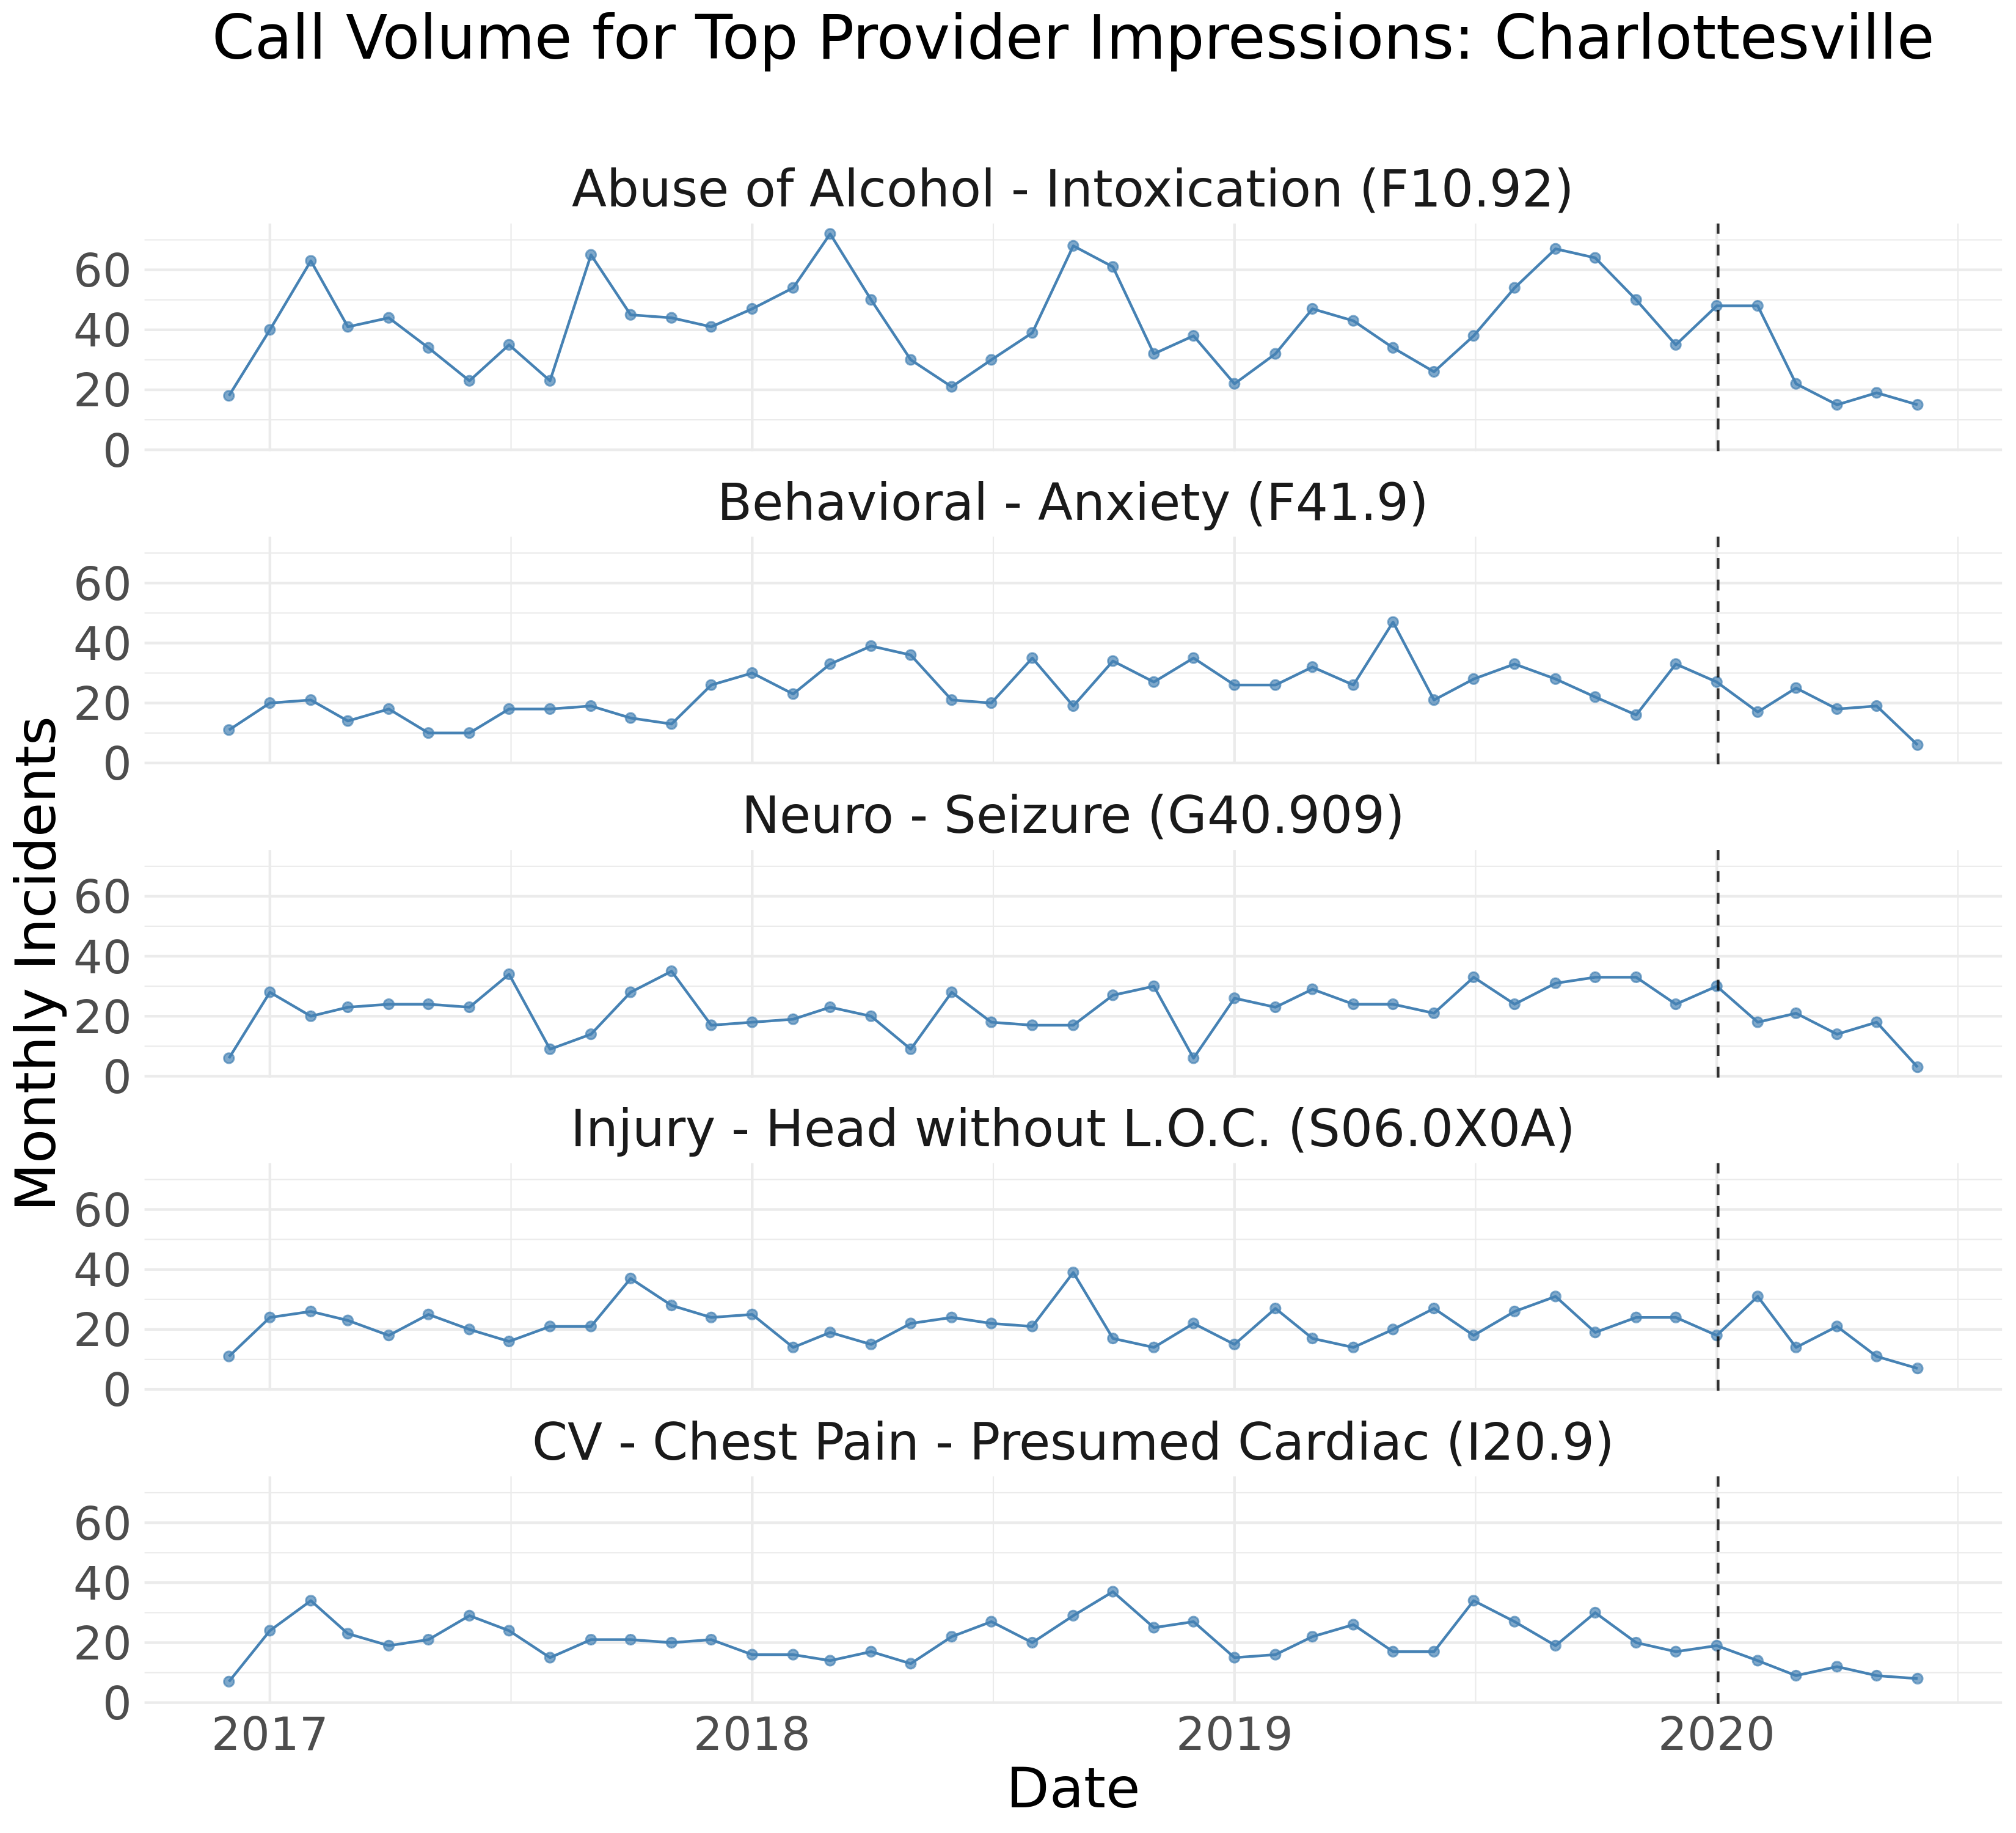 Call Volume for Top Provider Impressions: Charlottesville
Abuse of Alcohol - Intoxication (F10.92)
60
40
20
0
Behavioral - Anxiety (F41.9)
60
40
20
0
Neuro - Seizure (G40.909)
60
40
20
0
Injury - Head without L.O.C. (S06.0X0A)
60
40
20
0
CV - Chest Pain - Presumed Cardiac (I20.9)
60
40
20
0
Monthly Incidents
2017 2018 2019 2020
Date